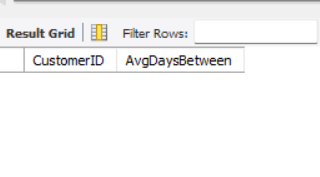 Result Grid Filter Rows:
CustomerID AvgDaysBetween